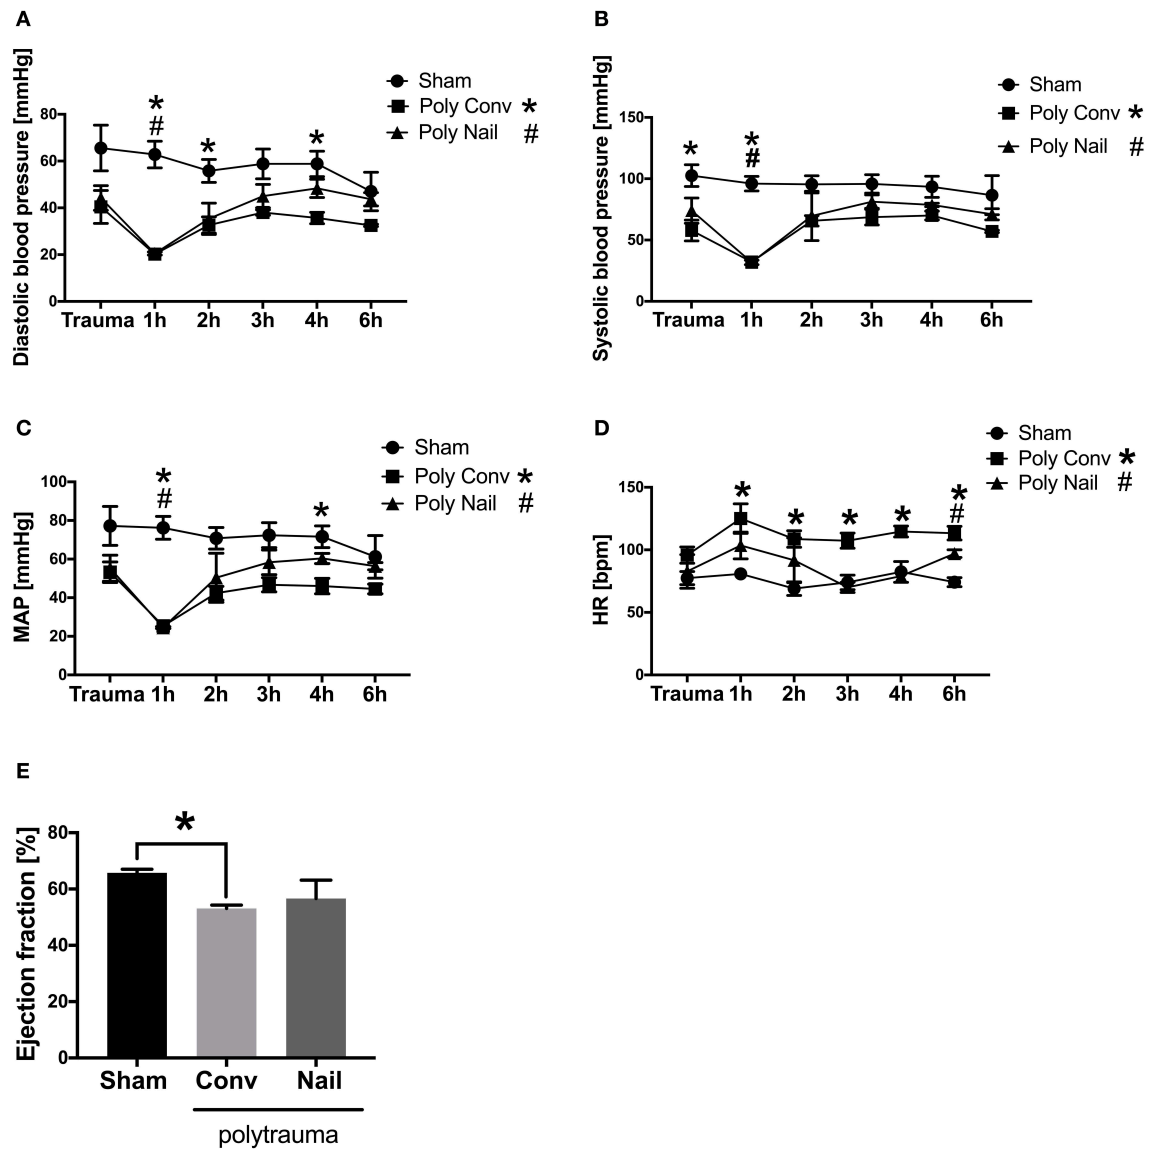 A
Diastolic blood pressure [mmHg]
80
60
40
20
0
Trauma 1h 2h 3h 4h 6h
*
#
*
*
Sham
Poly Conv *
Poly Nail #
B
Systolic blood pressure [mmHg]
150
100
50
0
Trauma 1h 2h 3h 4h 6h
*
*
#
Sham
Poly Conv *
Poly Nail #
C
MAP [mmHg]
100
80
60
40
20
0
Trauma 1h 2h 3h 4h 6h
*
#
*
Sham
Poly Conv *
Poly Nail #
D
HR [bpm]
150
100
50
0
Trauma 1h 2h 3h 4h 6h
*
*
*
*
*
#
Sham
Poly Conv *
Poly Nail #
E
Ejection fraction [%]
80
60
40
20
0
*
Sham Conv Nail
polytrauma